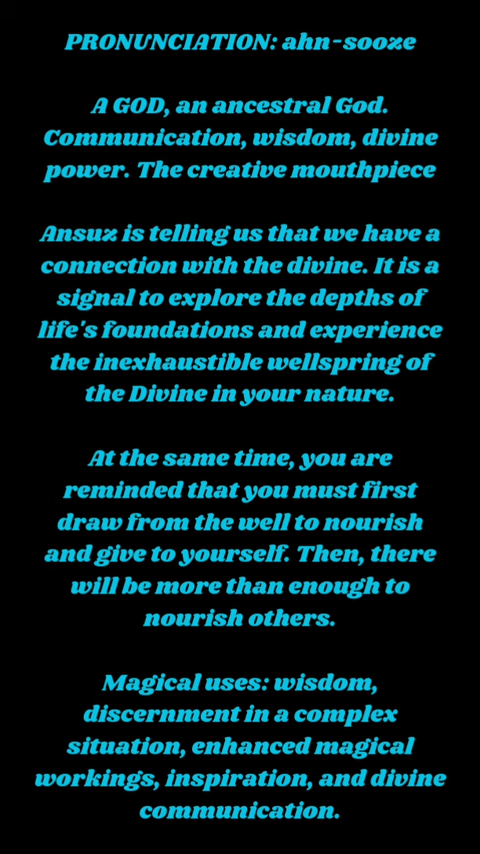 PRONUNCIATION: ahn-sooze
A GOD, an ancestral God.
Communication, wisdom, divine
power. The creative mouthpiece
Ansuz is telling us that we have a
connection with the divine. It is a
signal to explore the depths of
life's foundations and experience
the inexhaustible wellspring of
the Divine in your nature.
At the same time, you are
reminded that you must first
draw from the well to nourish
and give to yourself. Then, there
will be more than enough to
nourish others.
Magical uses: wisdom,
discernment in a complex
situation, enhanced magical
workings, inspiration, and divine
communication.